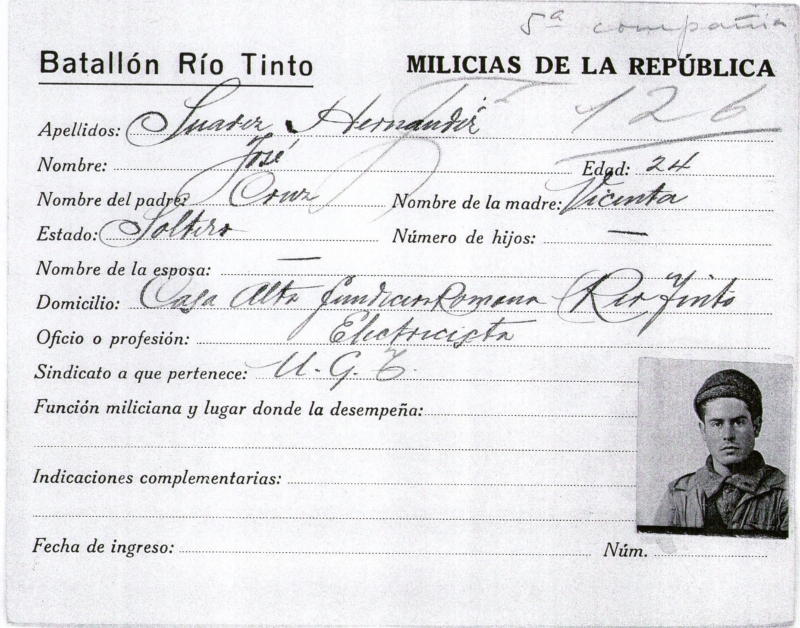 5ª compañia
Batallón Río Tinto MILICIAS DE LA REPÚBLICA
126
Apellidos: Suarez Hernandez
Nombre: José Edad: 24
Nombre del padre: Cruz Nombre de la madre: Vicenta
Estado: Soltero Número de hijos: —
Nombre de la esposa: —
Domicilio: Casa Alta fundicion Romana Rio Tinto
Oficio o profesión: Electricista
Sindicato a que pertenece: U.G.T.
Función miliciana y lugar donde la desempeña:
Indicaciones complementarias:
Fecha de ingreso: Núm.